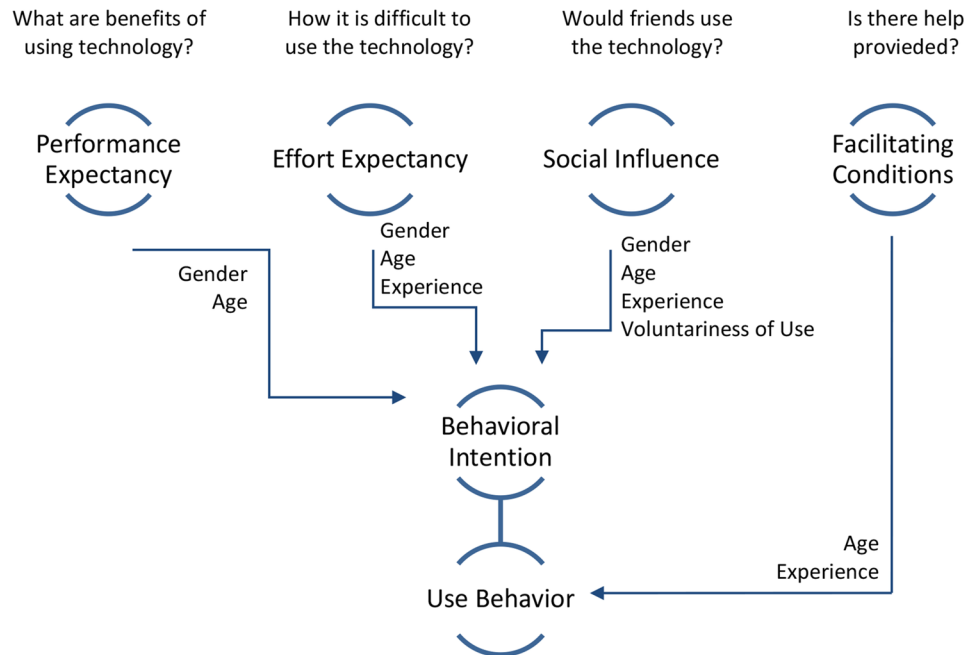 What are benefits of
using technology?
How it is difficult to
use the technology?
Would friends use
the technology?
Is there help
provieded?
Performance
Expectancy
Effort Expectancy
Social Influence
Facilitating
Conditions
Gender
Age
Gender
Age
Experience
Gender
Age
Experience
Voluntariness of Use
Behavioral
Intention
Age
Experience
Use Behavior